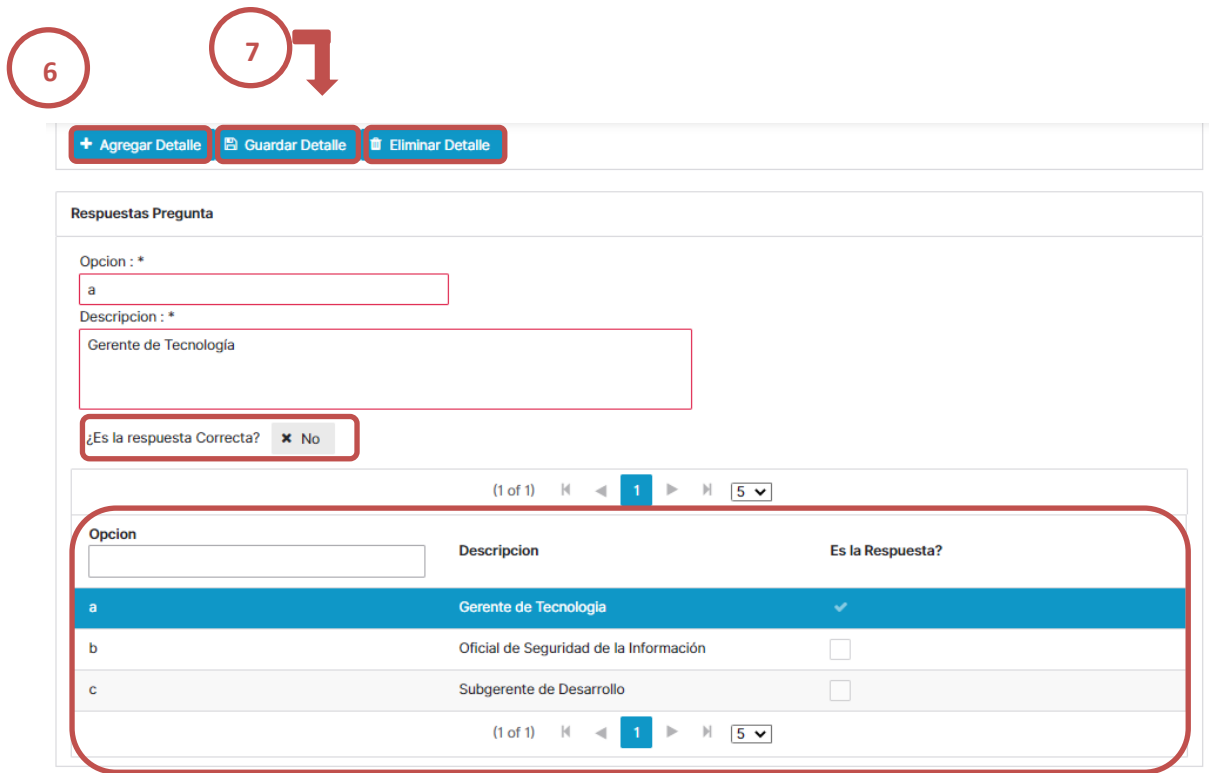 6
7
Agregar Detalle Guardar Detalle Eliminar Detalle
Respuestas Pregunta
Opcion : *
a
Descripcion : *
Gerente de Tecnología
¿Es la respuesta Correcta? No
(1 of 1) 1 5
Opcion
Descripcion Es la Respuesta?
a Gerente de Tecnologia
b Oficial de Seguridad de la Información
c Subgerente de Desarrollo
(1 of 1) 1 5